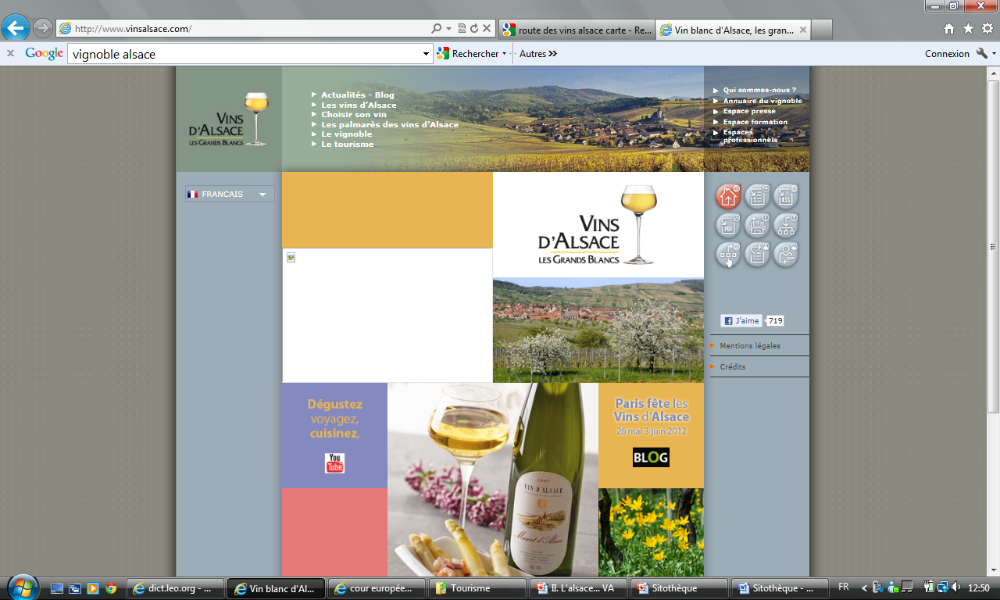 http://www.vinsalsace.com/
route des vins alsace carte - Re...
Vin blanc d'Alsace, les gran...
x Google
vignoble alsace
Rechercher
Autres
Connexion
VINS
D'ALSACE
LES GRANDS BLANCS
Actualités - Blog
Les vins d'Alsace
Choisir son vin
Les palmarès des vins d'Alsace
Le vignoble
Le tourisme
Qui sommes-nous ?
Annuaire du vignoble
Espace presse
Espace formation
Espaces
professionnels
FRANCAIS
VINS
D'ALSACE
LES GRANDS BLANCS
RSS
PDF
J'aime 719
Mentions légales
Crédits
Dégustez
voyagez,
cuisinez,
You
Tube
2007
VIN D'ALSACE
Muscat d'Alsace
Paris fête les
Vins d'Alsace
26 mai 3 juin 2012
BLOG
dict.leo.org - ...
Vin blanc d'Al...
cour europée...
Tourisme
II. L'alsace... VA
Sitothèque
Sitothèque - ...
FR
12:50